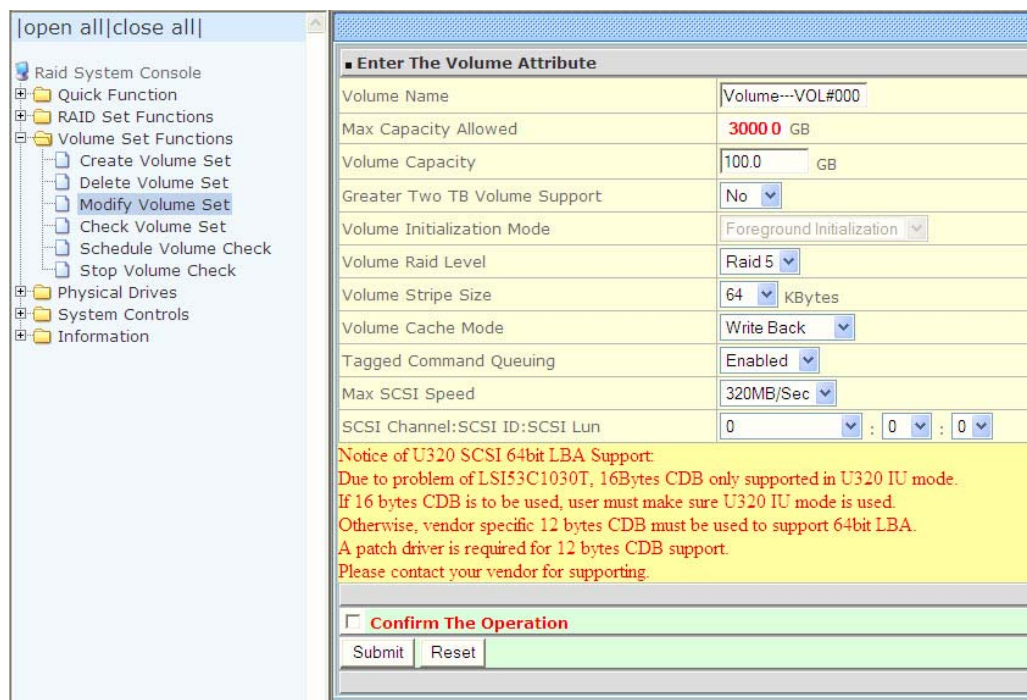 |open all|close all|
Raid System Console
Quick Function
RAID Set Functions
Volume Set Functions
Create Volume Set
Delete Volume Set
Modify Volume Set
Check Volume Set
Schedule Volume Check
Stop Volume Check
Physical Drives
System Controls
Information
Enter The Volume Attribute
Volume Name Volume---VOL#000
Max Capacity Allowed 3000 0 GB
Volume Capacity 100.0 GB
Greater Two TB Volume Support No
Volume Initialization Mode Foreground Initialization
Volume Raid Level Raid 5
Volume Stripe Size 64 KBytes
Volume Cache Mode Write Back
Tagged Command Queuing Enabled
Max SCSI Speed 320MB/Sec
SCSI Channel:SCSI ID:SCSI Lun 0 : 0 : 0
Notice of U320 SCSI 64bit LBA Support:
Due to problem of LSI53C1030T, 16Bytes CDB only supported in U320 IU mode.
If 16 bytes CDB is to be used, user must make sure U320 IU mode is used.
Otherwise, vendor specific 12 bytes CDB must be used to support 64bit LBA.
A patch driver is required for 12 bytes CDB support.
Please contact your vendor for supporting.
Confirm The Operation
Submit Reset